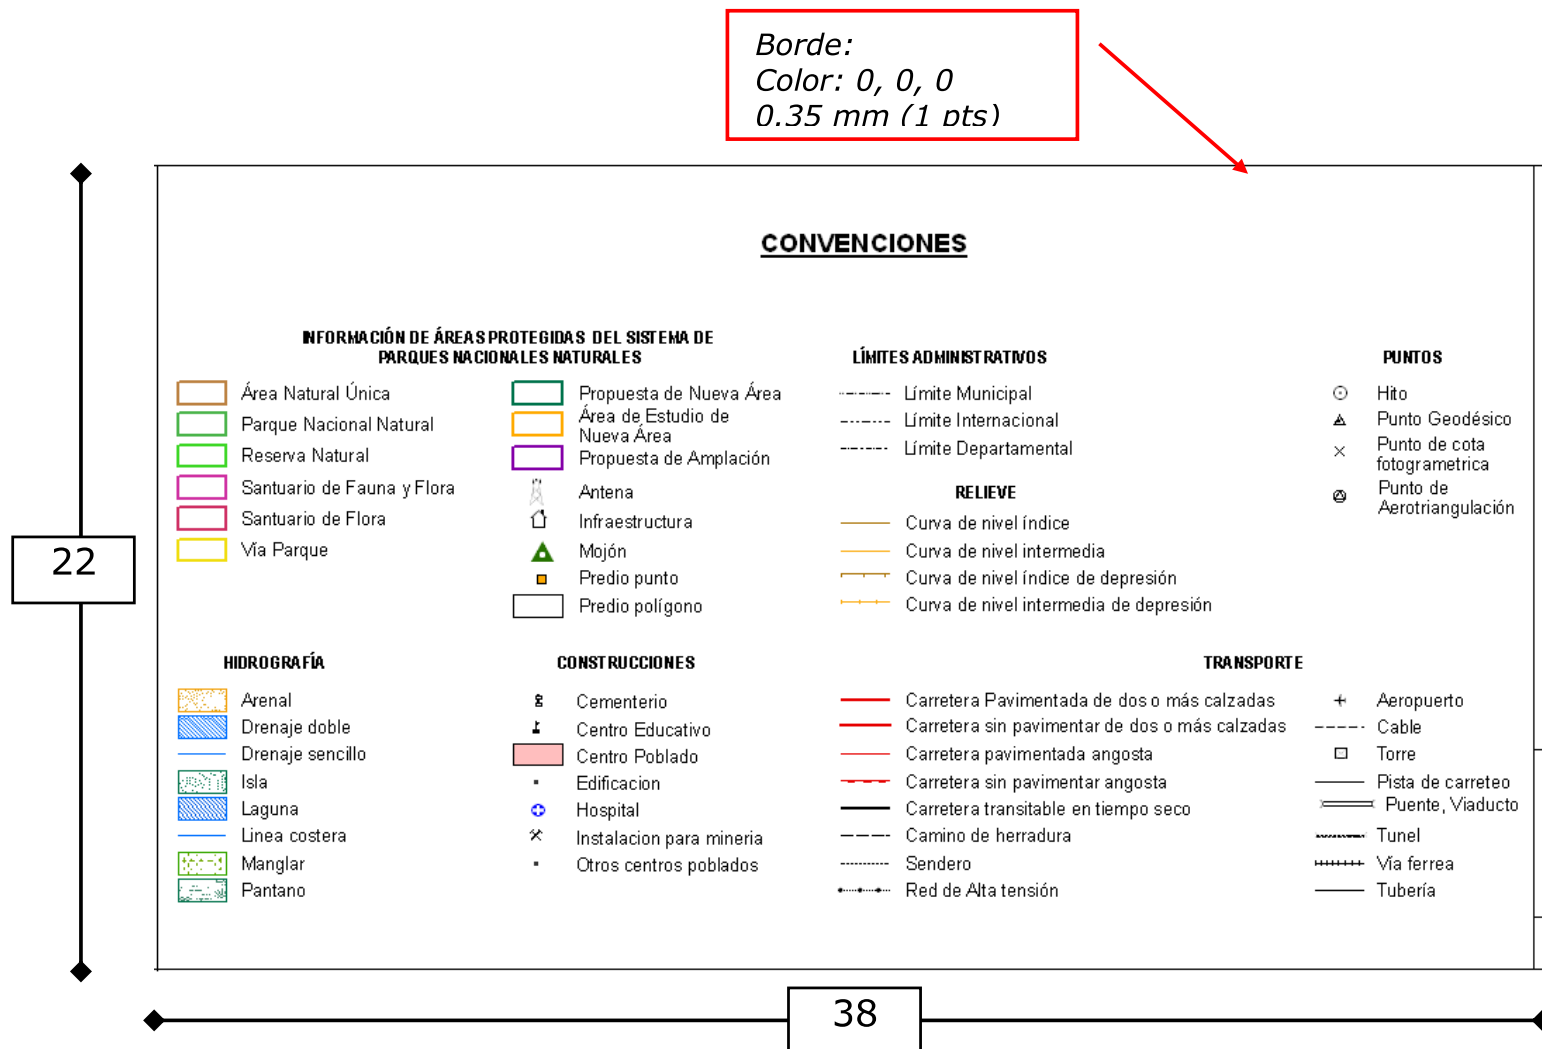 Borde:
Color: 0, 0, 0
0.35 mm (1 pts)
CONVENCIONES
INFORMACIÓN DE ÁREAS PROTEGIDAS DEL SISTEMA DE
PARQUES NACIONALES NATURALES
Área Natural Única
Parque Nacional Natural
Reserva Natural
Santuario de Fauna y Flora
Santuario de Flora
Vía Parque
Propuesta de Nueva Área
Área de Estudio de
Nueva Área
Propuesta de Amplación
Antena
Infraestructura
Mojón
Predio punto
Predio polígono
LÍMITES ADMINISTRATIVOS
Límite Municipal
Límite Internacional
Límite Departamental
RELIEVE
Curva de nivel índice
Curva de nivel intermedia
Curva de nivel índice de depresión
Curva de nivel intermedia de depresión
PUNTOS
Hito
Punto Geodésico
Punto de cota
fotogrametrica
Punto de
Aerotriangulación
22
HIDROGRAFÍA
Arenal
Drenaje doble
Drenaje sencillo
Isla
Laguna
Linea costera
Manglar
Pantano
CONSTRUCCIONES
Cementerio
Centro Educativo
Centro Poblado
Edificacion
Hospital
Instalacion para mineria
Otros centros poblados
TRANSPORTE
Carretera Pavimentada de dos o más calzadas
Carretera sin pavimentar de dos o más calzadas
Carretera pavimentada angosta
Carretera sin pavimentar angosta
Carretera transitable en tiempo seco
Camino de herradura
Sendero
Red de Alta tensión
Aeropuerto
Cable
Torre
Pista de carreteo
Puente, Viaducto
Tunel
Vía ferrea
Tubería
38